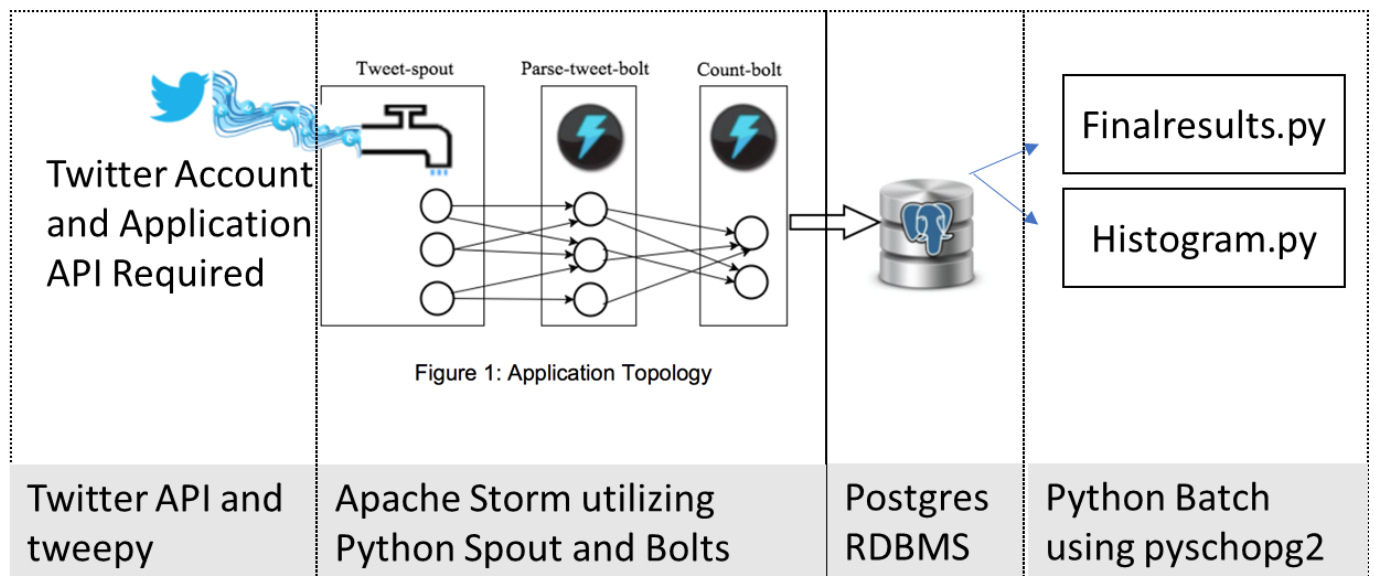 Tweet-spout
Parse-tweet-bolt
Count-bolt
Twitter Account
and Application
API Required
Finalresults.py
Histogram.py
Figure 1: Application Topology
Twitter API and
tweepy
Apache Storm utilizing
Python Spout and Bolts
Postgres
RDBMS
Python Batch
using pyschopg2